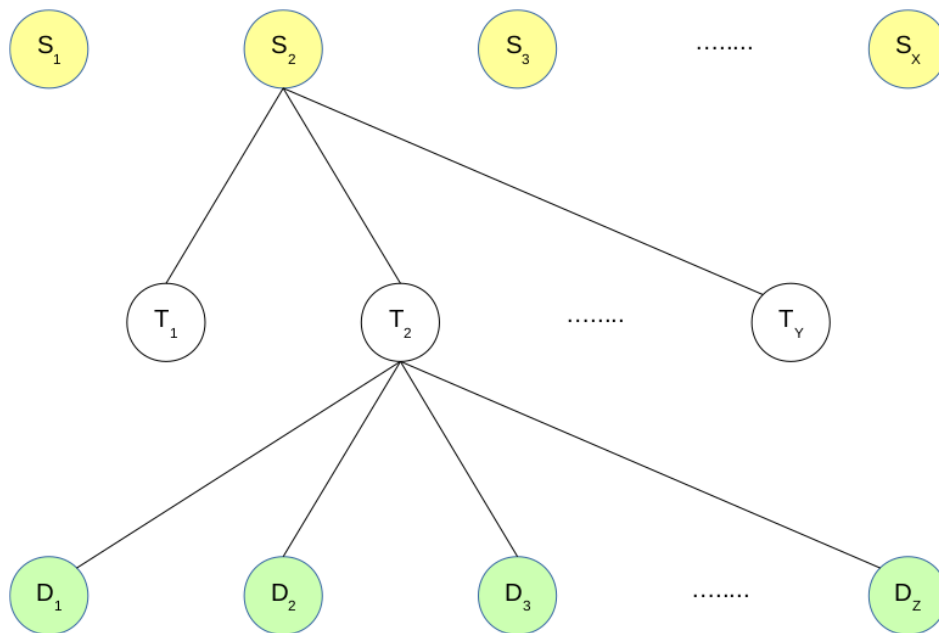 S1 S2 S3 ........ SX
T1 T2 ........ TY
D1 D2 D3 ........ DZ